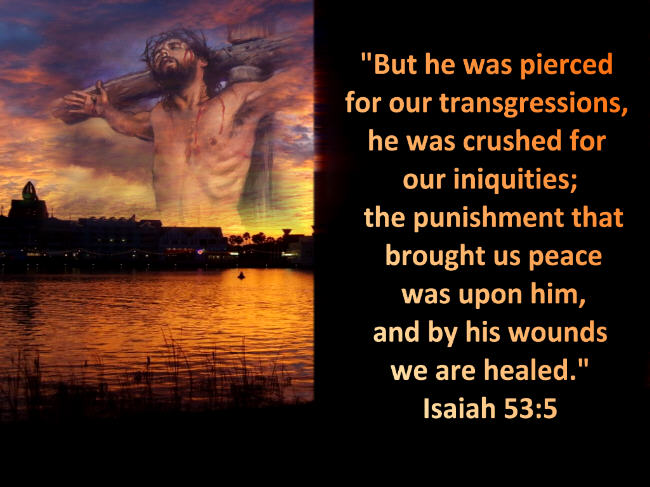 "But he was pierced
for our transgressions,
he was crushed for
our iniquities;
the punishment that
brought us peace
was upon him,
and by his wounds
we are healed."
Isaiah 53:5